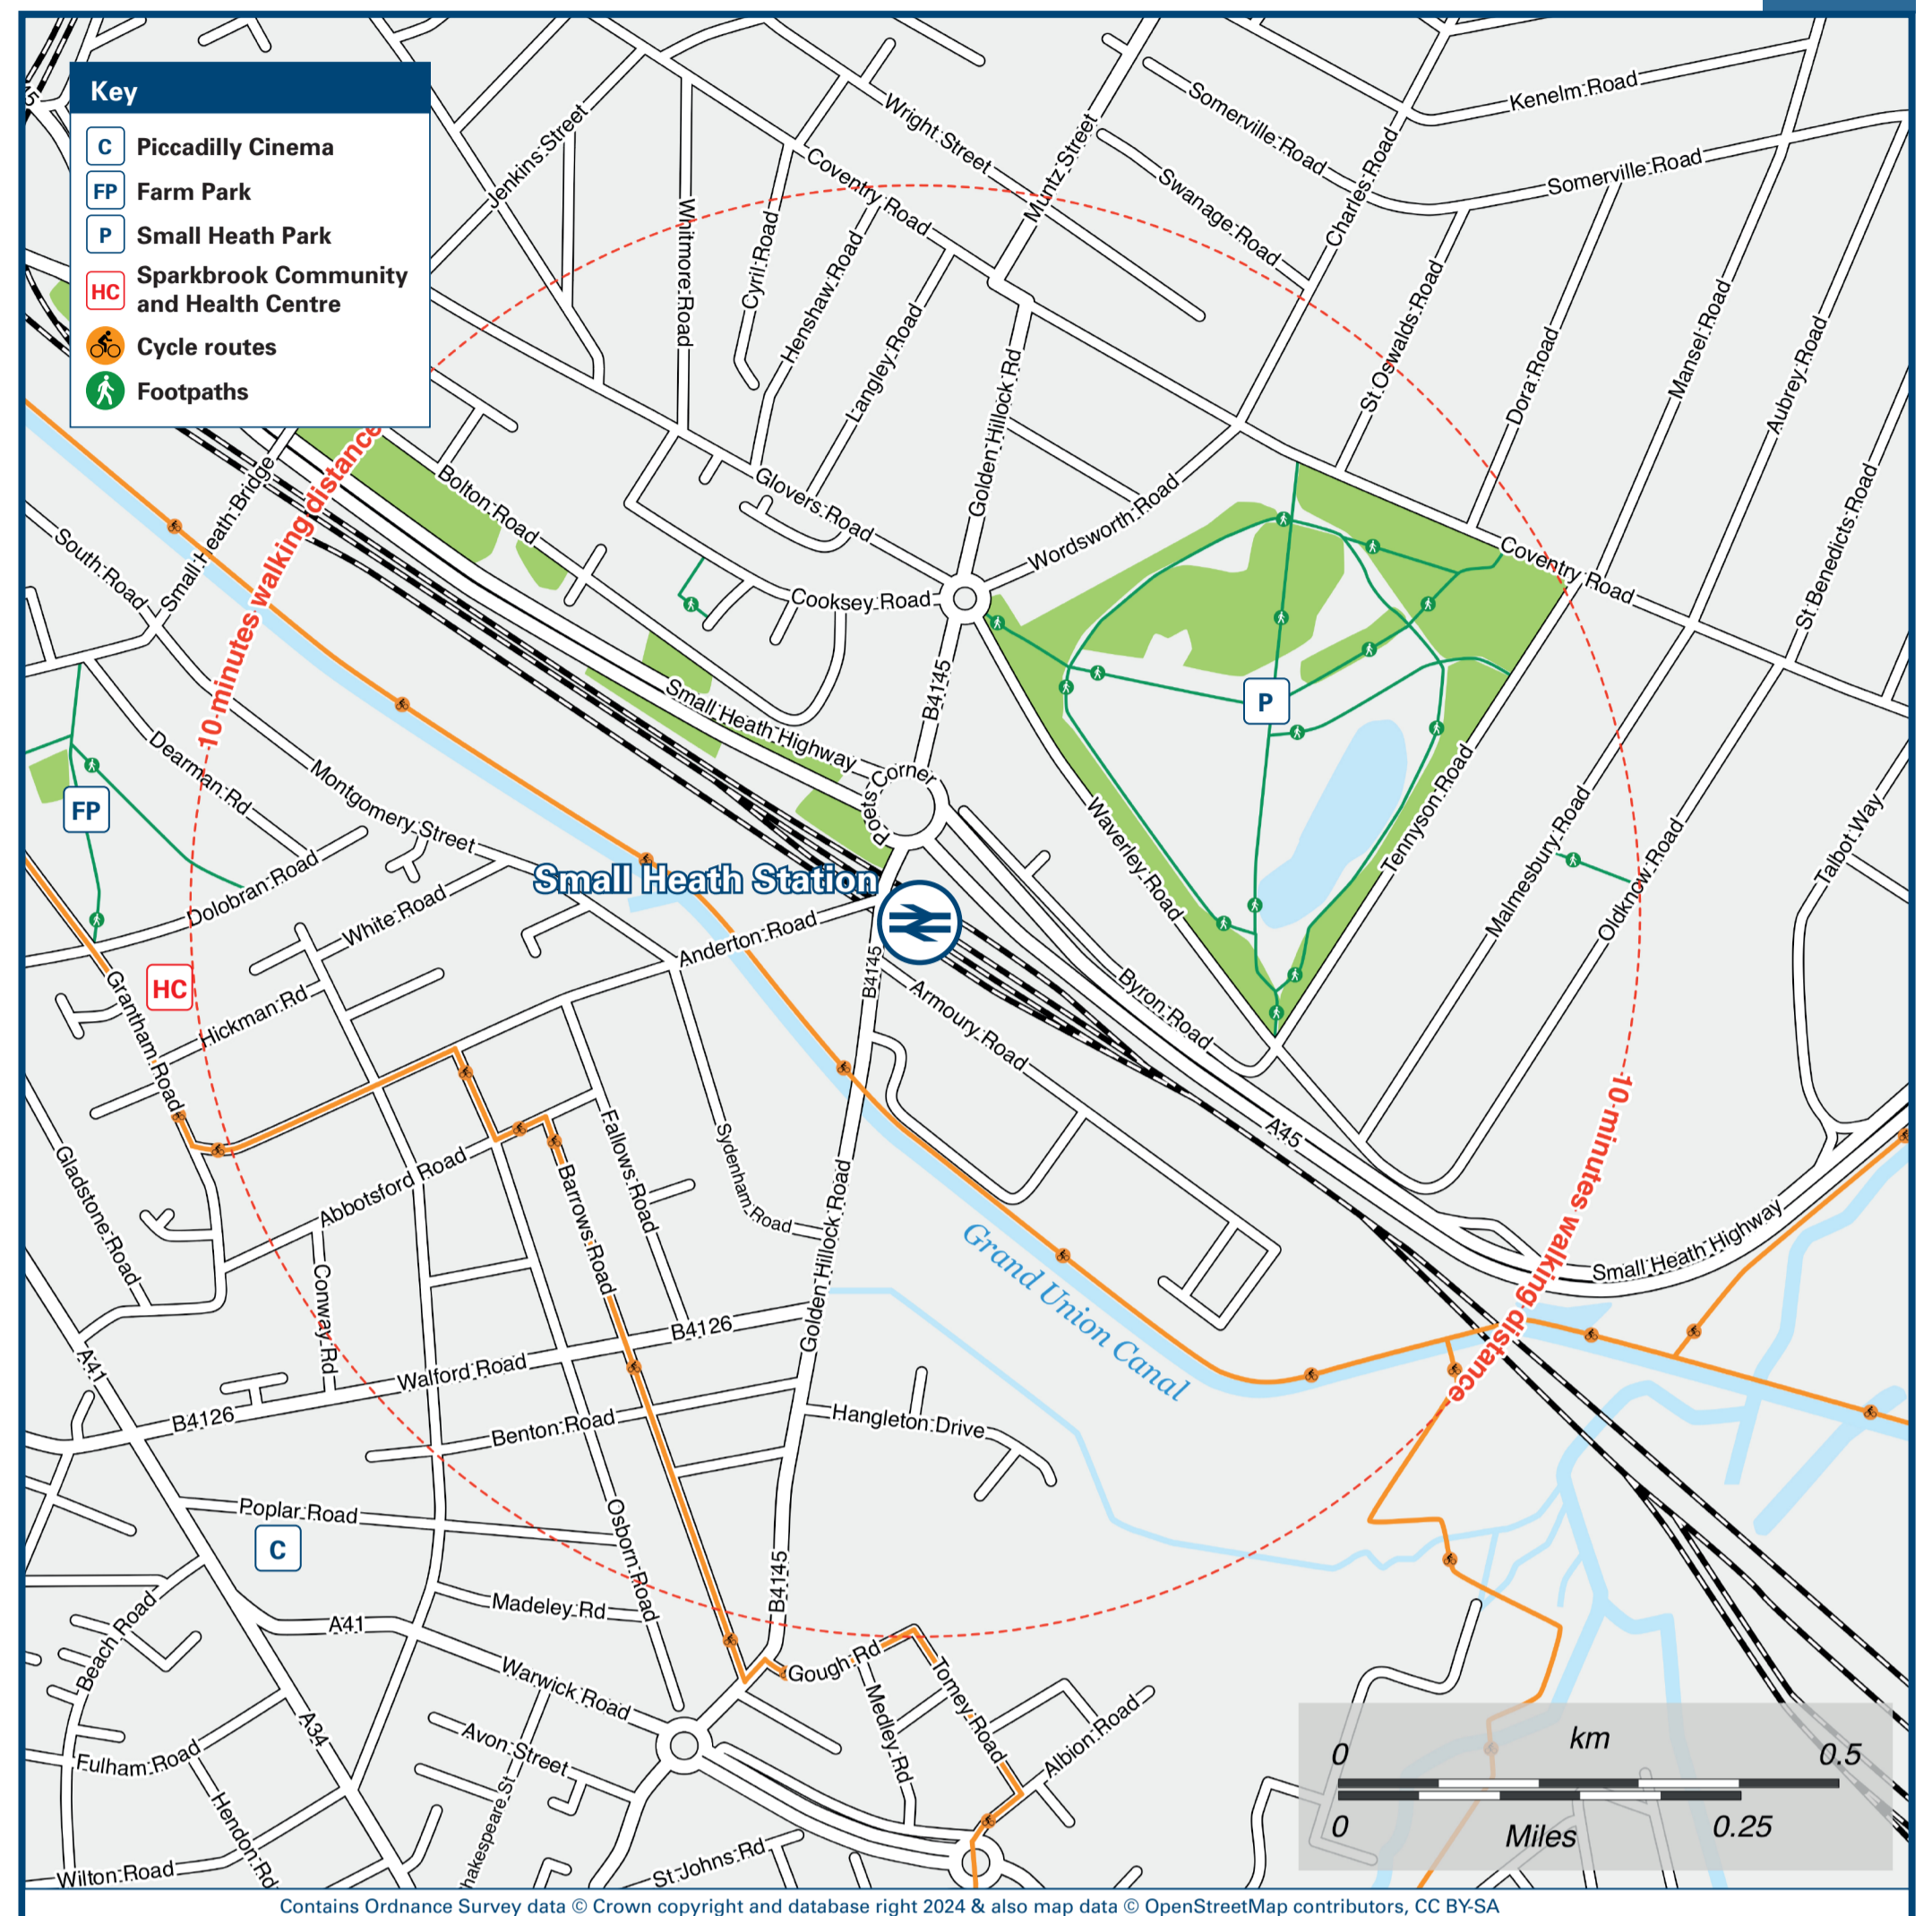 Key
C Piccadilly Cinema
FP Farm Park
P Small Heath Park
HC Sparkbrook Community
and Health Centre
Cycle routes
Footpaths
Jenkins Street
Wright Street
Coventry Road
Muntz Street
Somerville Road
Swanage Road
Charles Road
Kenelm Road
Somerville Road
Whitmore Road
Cyril Road
Henshaw Road
Langley Road
Golden Hillock Rd
St Oswalds Road
Dora Road
Mansel Road
Aubrey Road
St Benedicts Road
10 minutes walking distance
Bolton Road
Glovers Road
Wordsworth Road
Coventry Road
South Road
Small Heath Bridge
Cooksey Road
B4145
P
Small Heath Highway
Poets Corner
Dearman Rd
Montgomery Street
FP
Waverley Road
Tennyson Road
Malmesbury Road
Oldknow Road
Talbot Way
Small Heath Station
Dolobran Road
White Road
Anderton Road
HC
Grantham Road
Hickman Rd
B4145
Armoury Road
Byron Road
A45
10 minutes walking distance
Gladstone Road
Abbotsford Road
Barrows Road
Fallows Road
Sydenham Road
Golden Hillock Road
Grand Union Canal
Small Heath Highway
Conway Rd
B4126
A41
Walford Road
B4126
Benton Road
Hangleton Drive
Poplar Road
C
Osborn Road
B4145
Madeley Rd
A41
Beach Road
Warwick Road
Gough Rd
Tomey Road
Medley Rd
Albion Road
A34
Avon Street
Fulham Road
Hendon Rd
hakespeare St
Wilton Road
St Johns Rd
km
0 0.5
0 0.25
Miles
Contains Ordnance Survey data © Crown copyright and database right 2024 & also map data © OpenStreetMap contributors, CC BY-SA